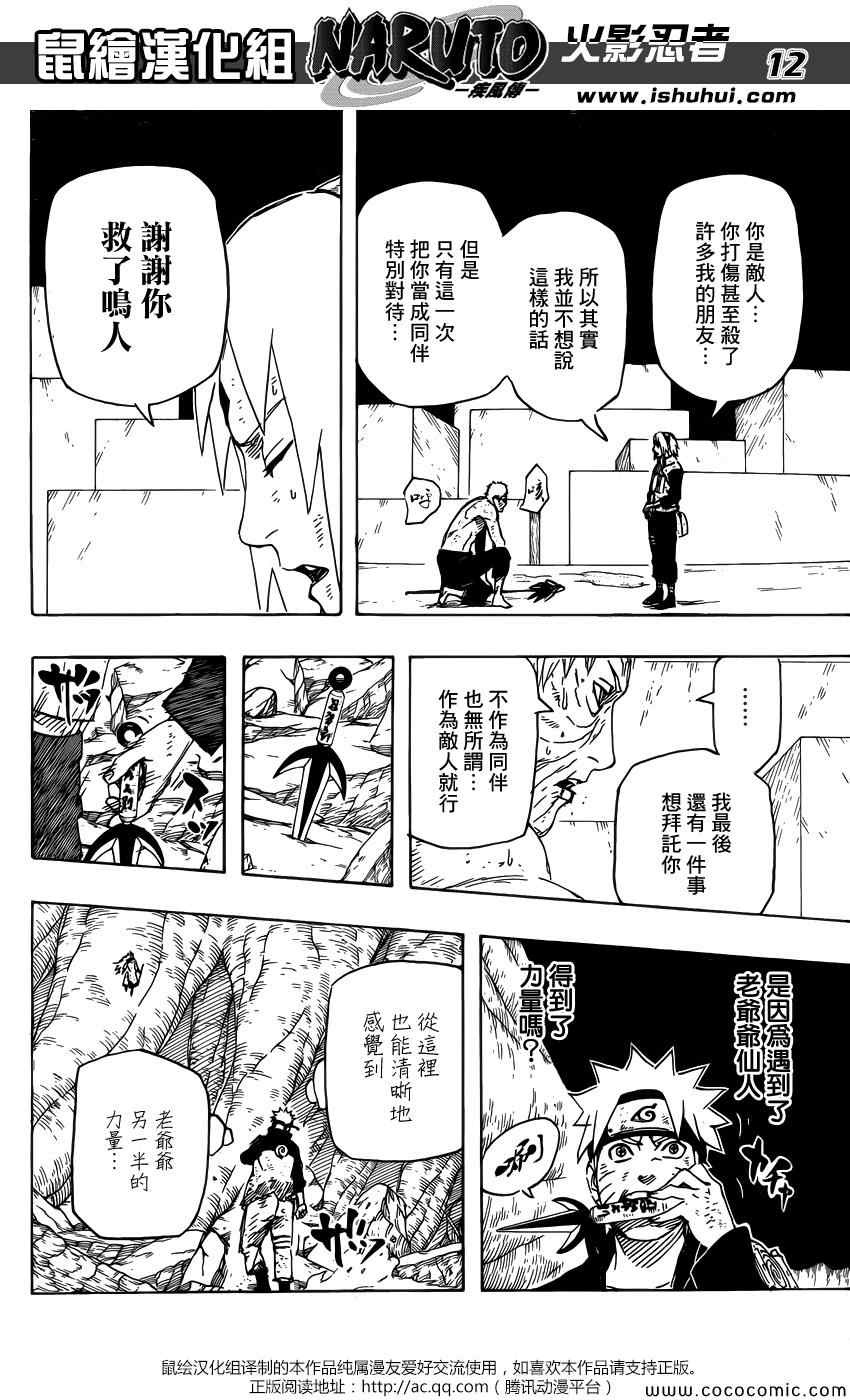 鼠繪漢化組
NARUTO
-疾風傳-
火影忍者
12
www.ishuhui.com
你是敵人…
你打傷甚至殺了
許多我的朋友…
所以其實
我並不想說
這樣的話
但是
只有這一次
把你當成同伴
特別對待…
咳
呼
謝謝你
救了鳴人
……
我最後
還有一件事
想拜託你
不作為同伴
也無所謂…
作為敵人就行
ザッ
スッ
是因為遇到了
老爺爺仙人
得到了
力量嗎？
從這裡
也能清晰地
感覺到
老爺爺
另一半的
力量…
ザッ
鼠绘汉化组译制的本作品纯属漫友爱好交流使用，如喜欢本作品请支持正版。
正版阅读地址：http://ac.qq.com（腾讯动漫平台）
www.cococomic.com